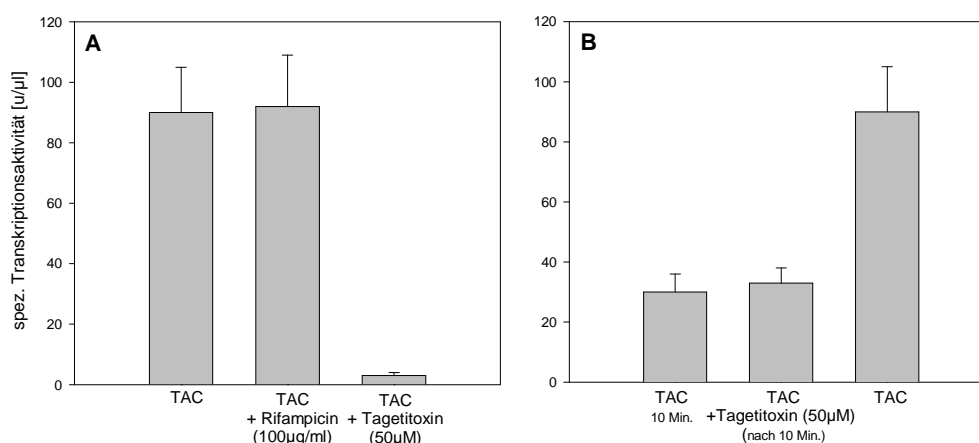 A
B
spez. Transkriptionsaktivität [u/µl]
120
100
80
60
40
20
0
TAC
TAC
TAC
+ Rifampicin
+ Tagetitoxin
(100µg/ml)
(50µM)
120
100
80
60
40
20
0
TAC
TAC
TAC
10 Min.
+Tagetitoxin (50µM)
(nach 10 Min.)